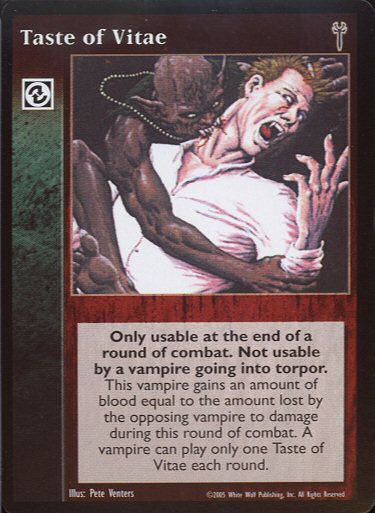 Taste of Vitae
Only usable at the end of a
round of combat. Not usable
by a vampire going into torpor.
This vampire gains an amount of
blood equal to the amount lost by
the opposing vampire to damage
during this round of combat. A
vampire can play only one Taste of
Vitae each round.
Illus: Pete Venters
©2005 White Wolf Publishing, Inc. All Rights Reserved